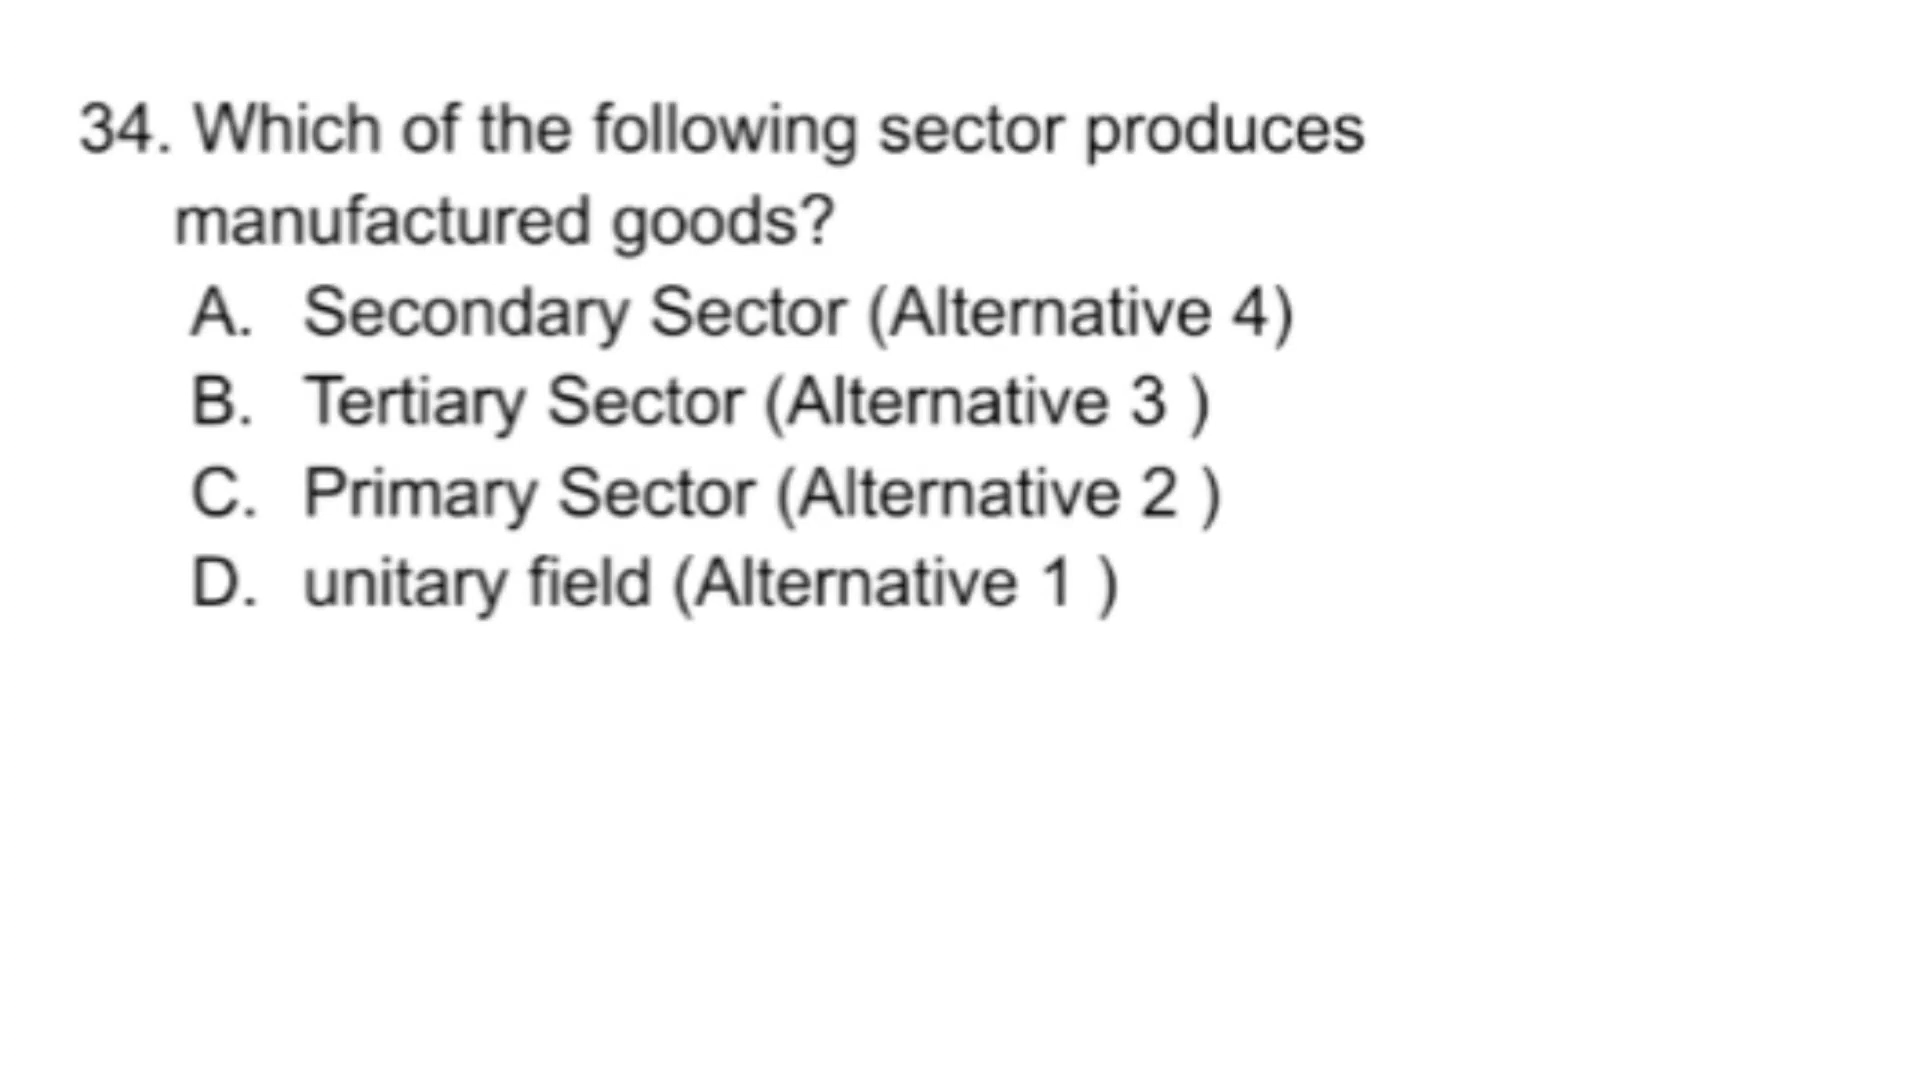 34. Which of the following sector produces
manufactured goods?
A. Secondary Sector (Alternative 4)
B. Tertiary Sector (Alternative 3 )
C. Primary Sector (Alternative 2 )
D. unitary field (Alternative 1 )